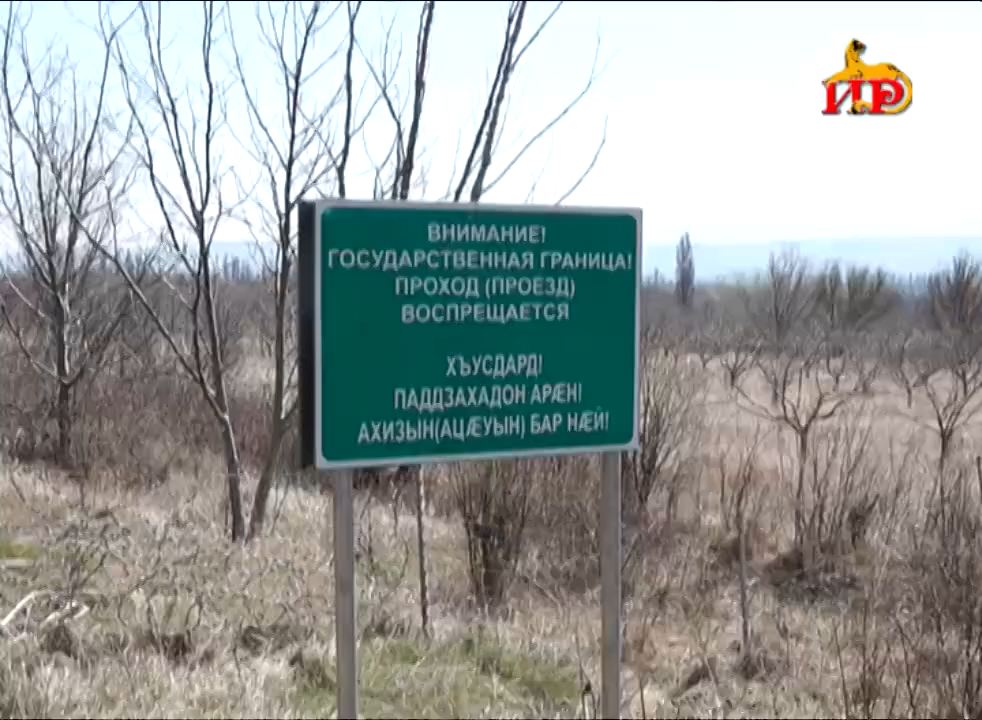 ИР
ВНИМАНИЕ!
ГОСУДАРСТВЕННАЯ ГРАНИЦА!
ПРОХОД (ПРОЕЗД)
ВОСПРЕЩАЕТСЯ
ХЪУСДАРД!
ПАДДЗАХАДОН АРÆН!
АХИЗЫН(АЦÆУЫН) БАР НÆЙ!